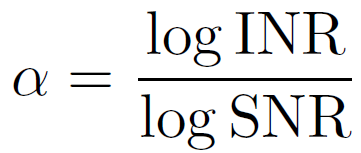 α = log INR / log SNR